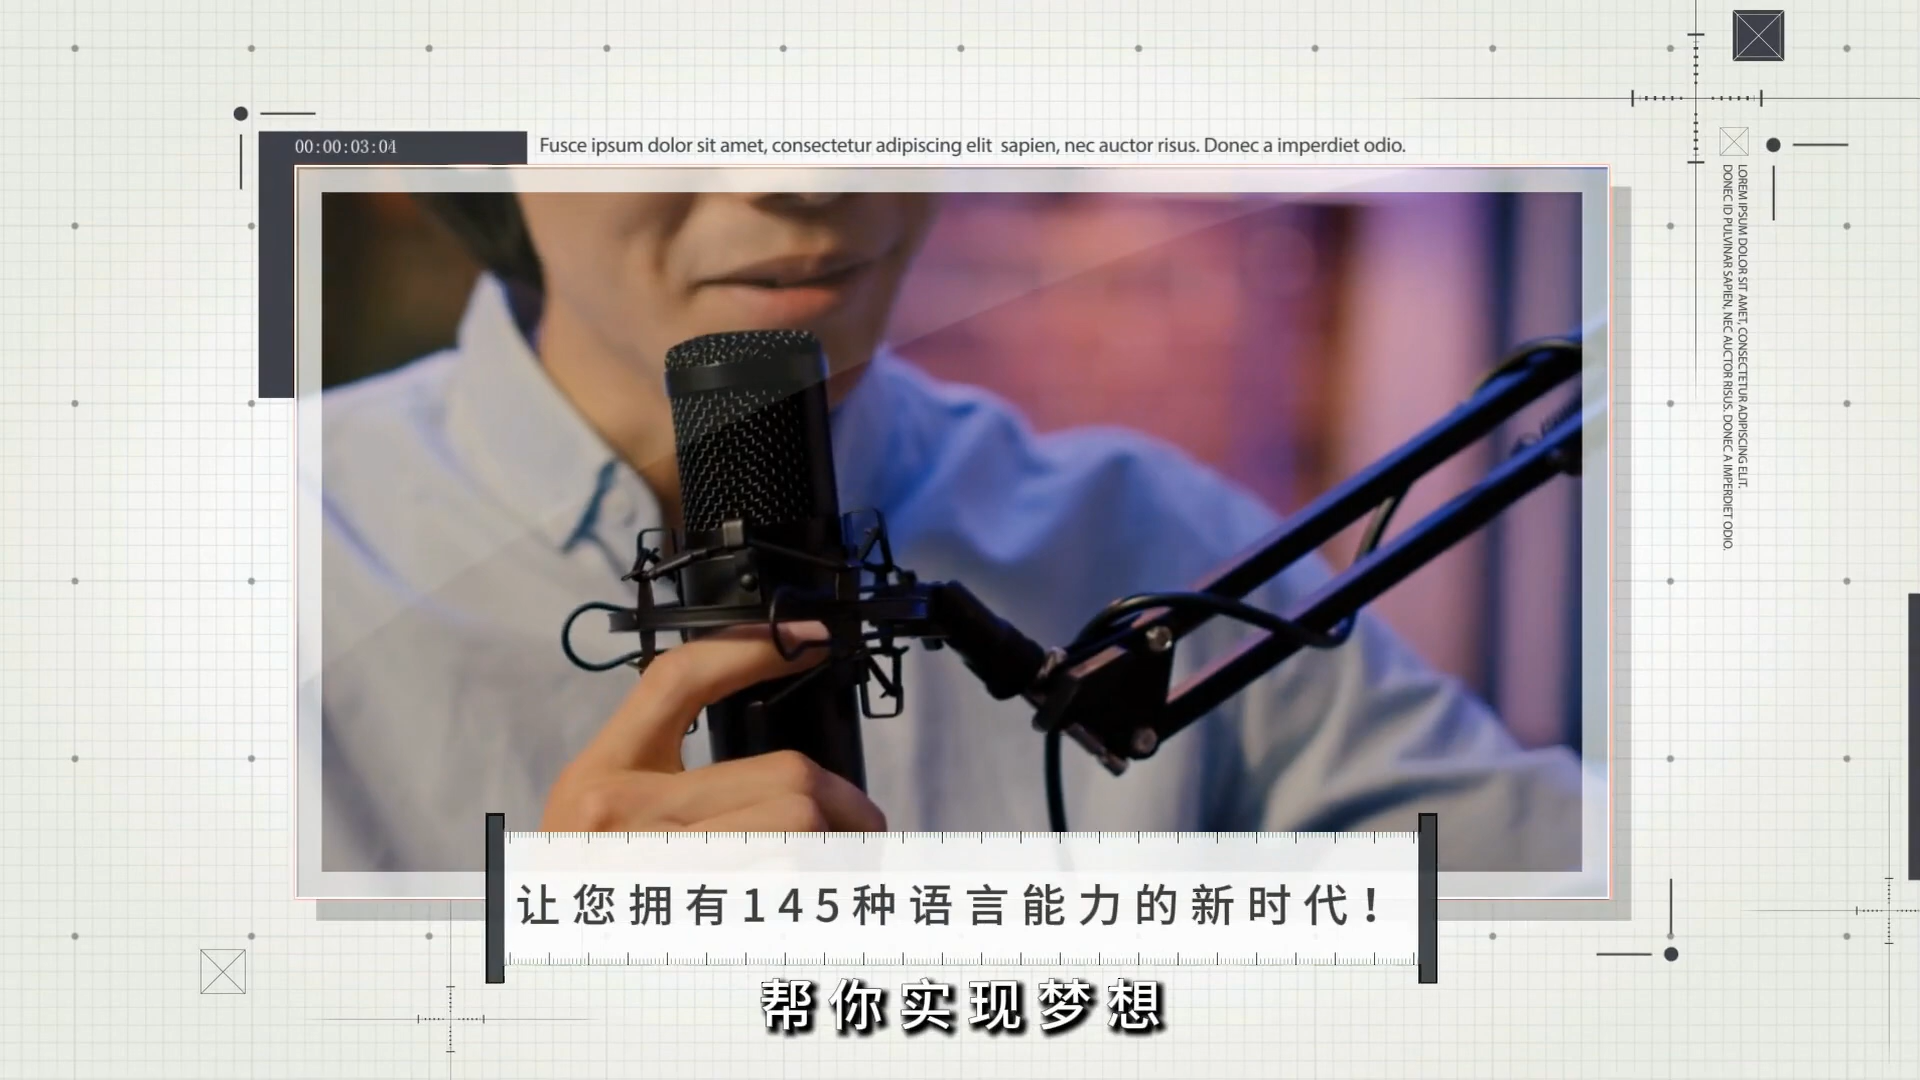 00:00:03:04
Fusce ipsum dolor sit amet, consectetur adipiscing elit sapien, nec auctor risus. Donec a imperdiet odio.
LOREM IPSUM DOLOR SIT AMET, CONSECTETUR ADIPISCING ELIT.
DONEC ID PULVINAR SAPIEN, NEC AUCTOR RISUS. DONEC A IMPERDIET ODIO.
让您拥有145种语言能力的新时代！
帮你实现梦想